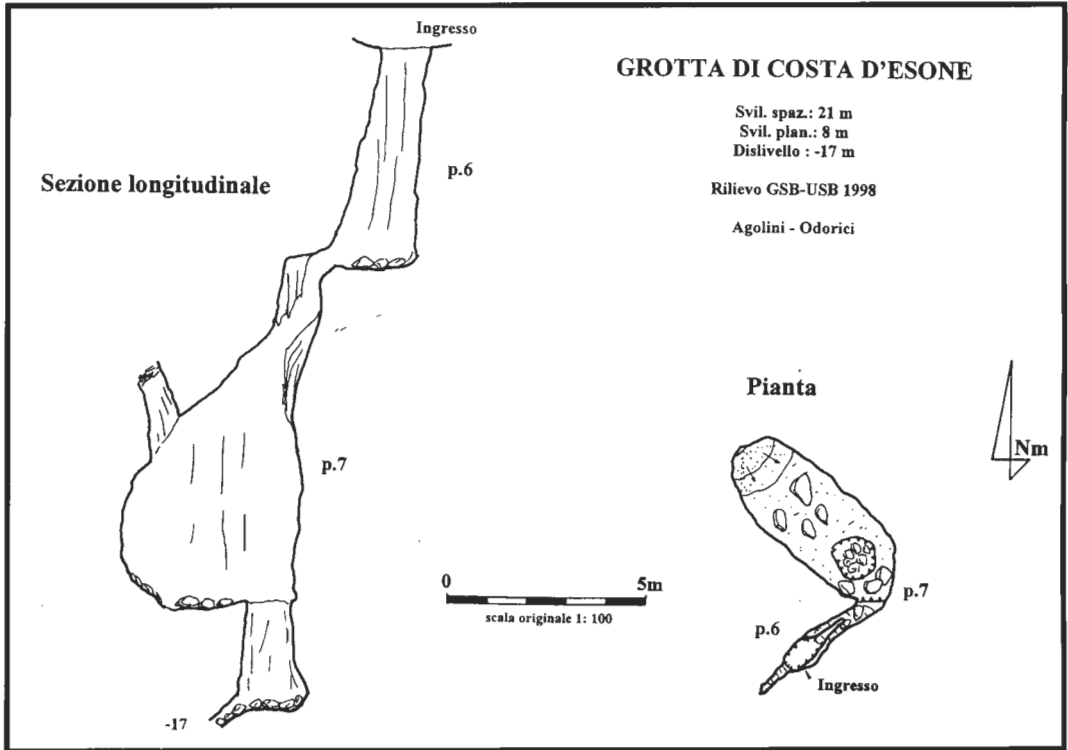 Ingresso
GROTTA DI COSTA D'ESONE
Svil. spaz.: 21 m
Svil. plan.: 8 m
Dislivello : -17 m
Rilievo GSB-USB 1998
Agolini - Odorici
Sezione longitudinale
p.6
p.7
-17
0 5m
scala originale 1: 100
Pianta
Nm
p.7
p.6
Ingresso